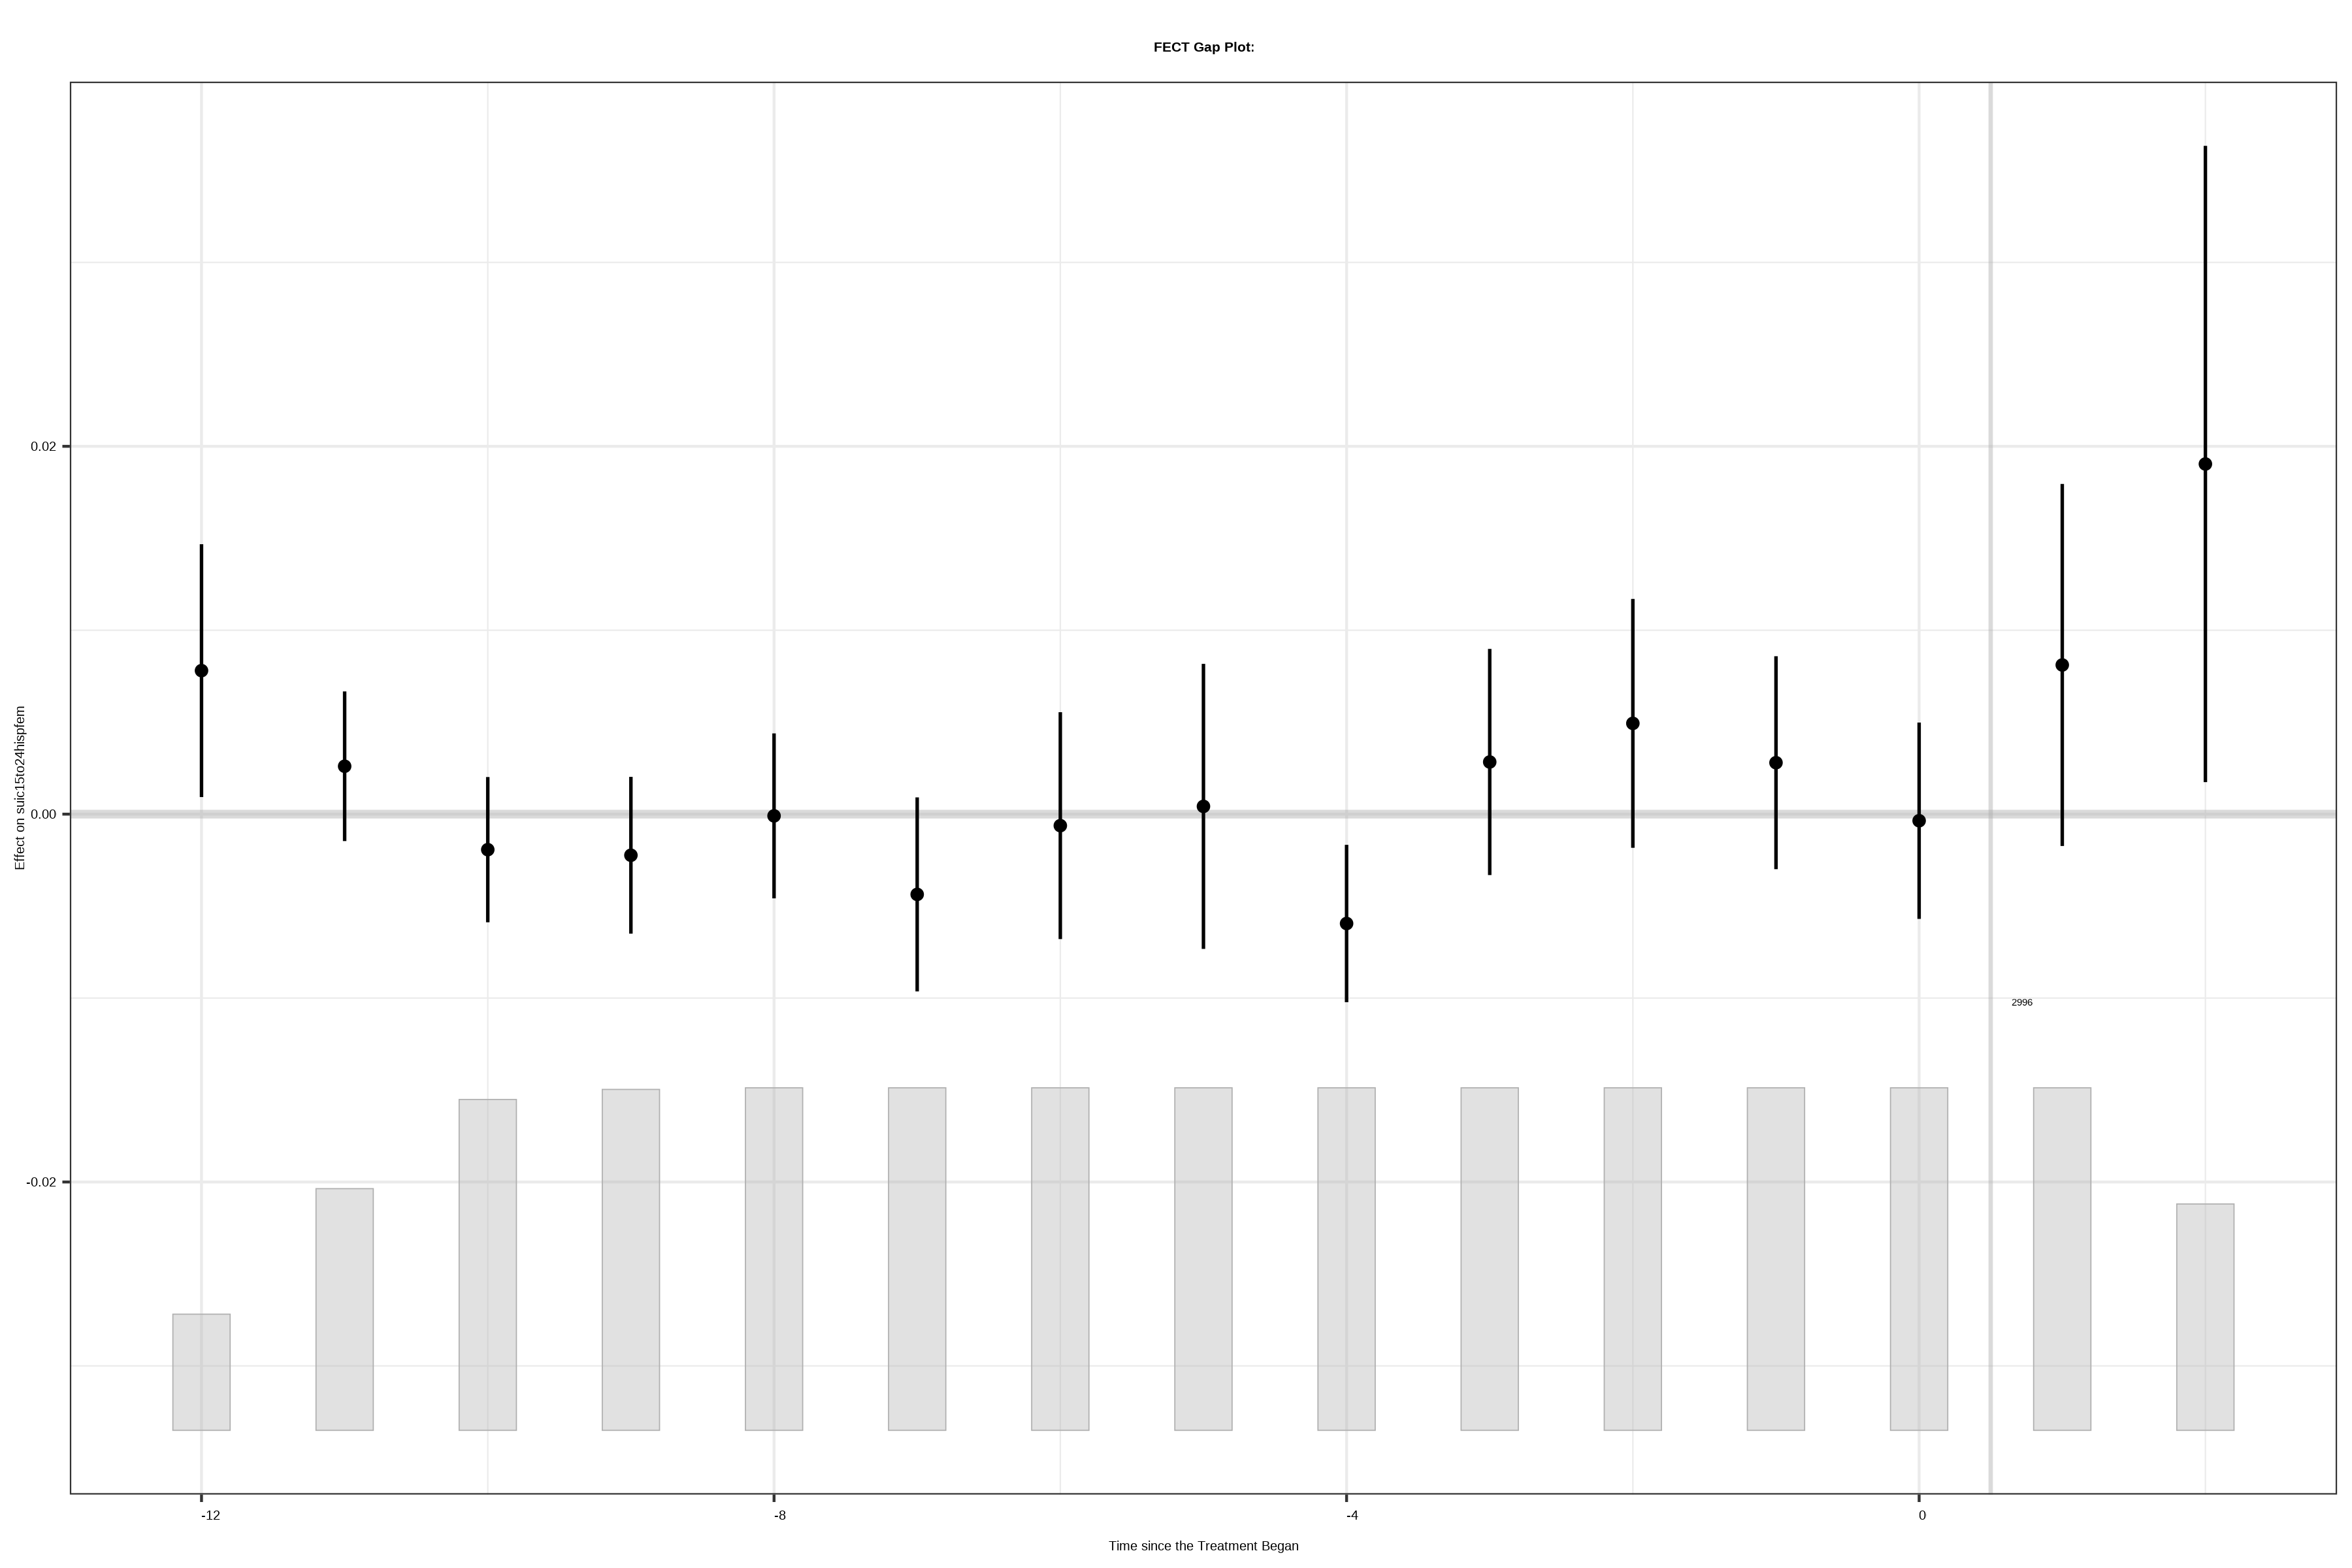 FECT Gap Plot:
Effect on suic15to24hispfem
0.02
0.00
-0.02
2996
-12
-8
-4
0
Time since the Treatment Began